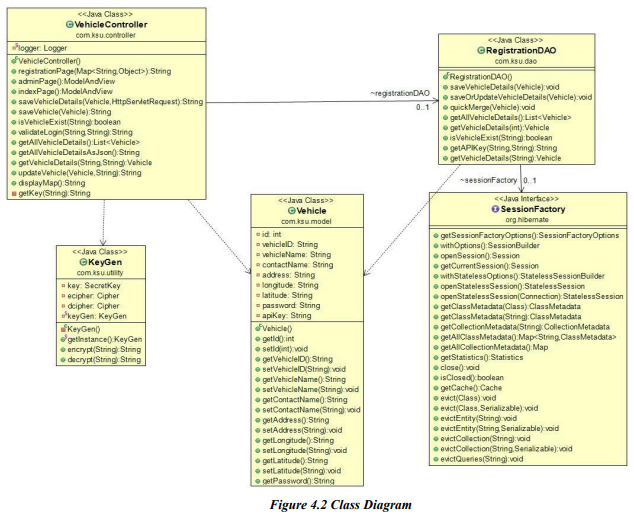 <<Java Class>>
VehicleController
com.ksu.controller
logger: Logger
VehicleController()
registrationPage(Map<String,Object>):String
adminPage():ModelAndView
indexPage():ModelAndView
saveVehicleDetails(Vehicle,HttpServletRequest):String
saveVehicle(Vehicle):String
isVehicleExist(String):boolean
validateLogin(String,String):String
getAllVehicleDetails():List<Vehicle>
getAllVehicleDetailsAsJson():String
getVehicleDetails(String,String):Vehicle
updateVehicle(Vehicle,String):String
displayMap():String
getKey(String):String
~registrationDAO
0..1
<<Java Class>>
RegistrationDAO
com.ksu.dao
RegistrationDAO()
saveVehicleDetails(Vehicle):void
saveOrUpdateVehicleDetails(Vehicle):void
quickMerge(Vehicle):void
getAllVehicleDetails():List<Vehicle>
getVehicleDetails(int):Vehicle
isVehicleExist(String):boolean
getAPIKey(String,String):String
getVehicleDetails(String):Vehicle
~sessionFactory
0..1
<<Java Class>>
KeyGen
com.ksu.utility
key: SecretKey
ecipher: Cipher
dcipher: Cipher
keyGen: KeyGen
KeyGen()
getInstance():KeyGen
encrypt(String):String
decrypt(String):String
<<Java Class>>
Vehicle
com.ksu.model
id: int
vehicleID: String
vehicleName: String
contactName: String
address: String
longitude: String
latitude: String
password: String
apiKey: String
Vehicle()
getId():int
setId(int):void
getVehicleID():String
setVehicleID(String):void
getVehicleName():String
setVehicleName(String):void
getContactName():String
setContactName(String):void
getAddress():String
setAddress(String):void
getLongitude():String
setLongitude(String):void
getLatitude():String
setLatitude(String):void
getPassword():String
<<Java Interface>>
SessionFactory
org.hibernate
getSessionFactoryOptions():SessionFactoryOptions
withOptions():SessionBuilder
openSession():Session
getCurrentSession():Session
withStatelessOptions():StatelessSessionBuilder
openStatelessSession():StatelessSession
openStatelessSession(Connection):StatelessSession
getClassMetadata(Class):ClassMetadata
getClassMetadata(String):ClassMetadata
getCollectionMetadata(String):CollectionMetadata
getAllClassMetadata():Map<String,ClassMetadata>
getAllCollectionMetadata():Map
getStatistics():Statistics
close():void
isClosed():boolean
getCache():Cache
evict(Class):void
evict(Class,Serializable):void
evictEntity(String):void
evictEntity(String,Serializable):void
evictCollection(String):void
evictCollection(String,Serializable):void
evictQueries(String):void
Figure 4.2 Class Diagram